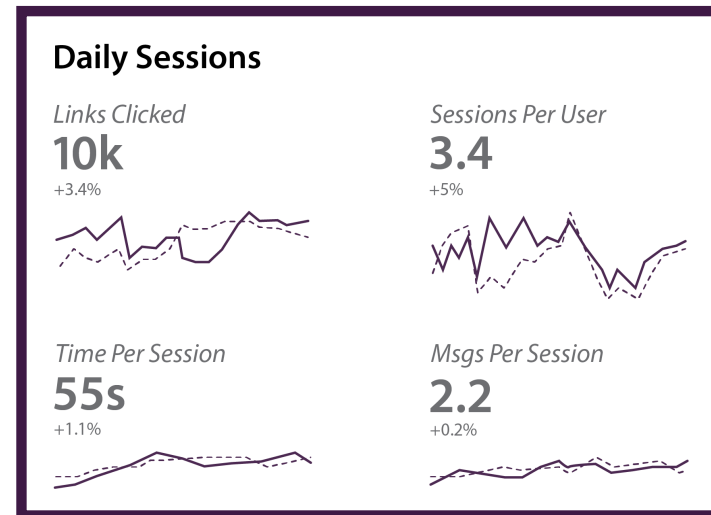 Daily Sessions
Links Clicked
10k
+3.4%
Sessions Per User
3.4
+5%
Time Per Session
55s
+1.1%
Msgs Per Session
2.2
+0.2%